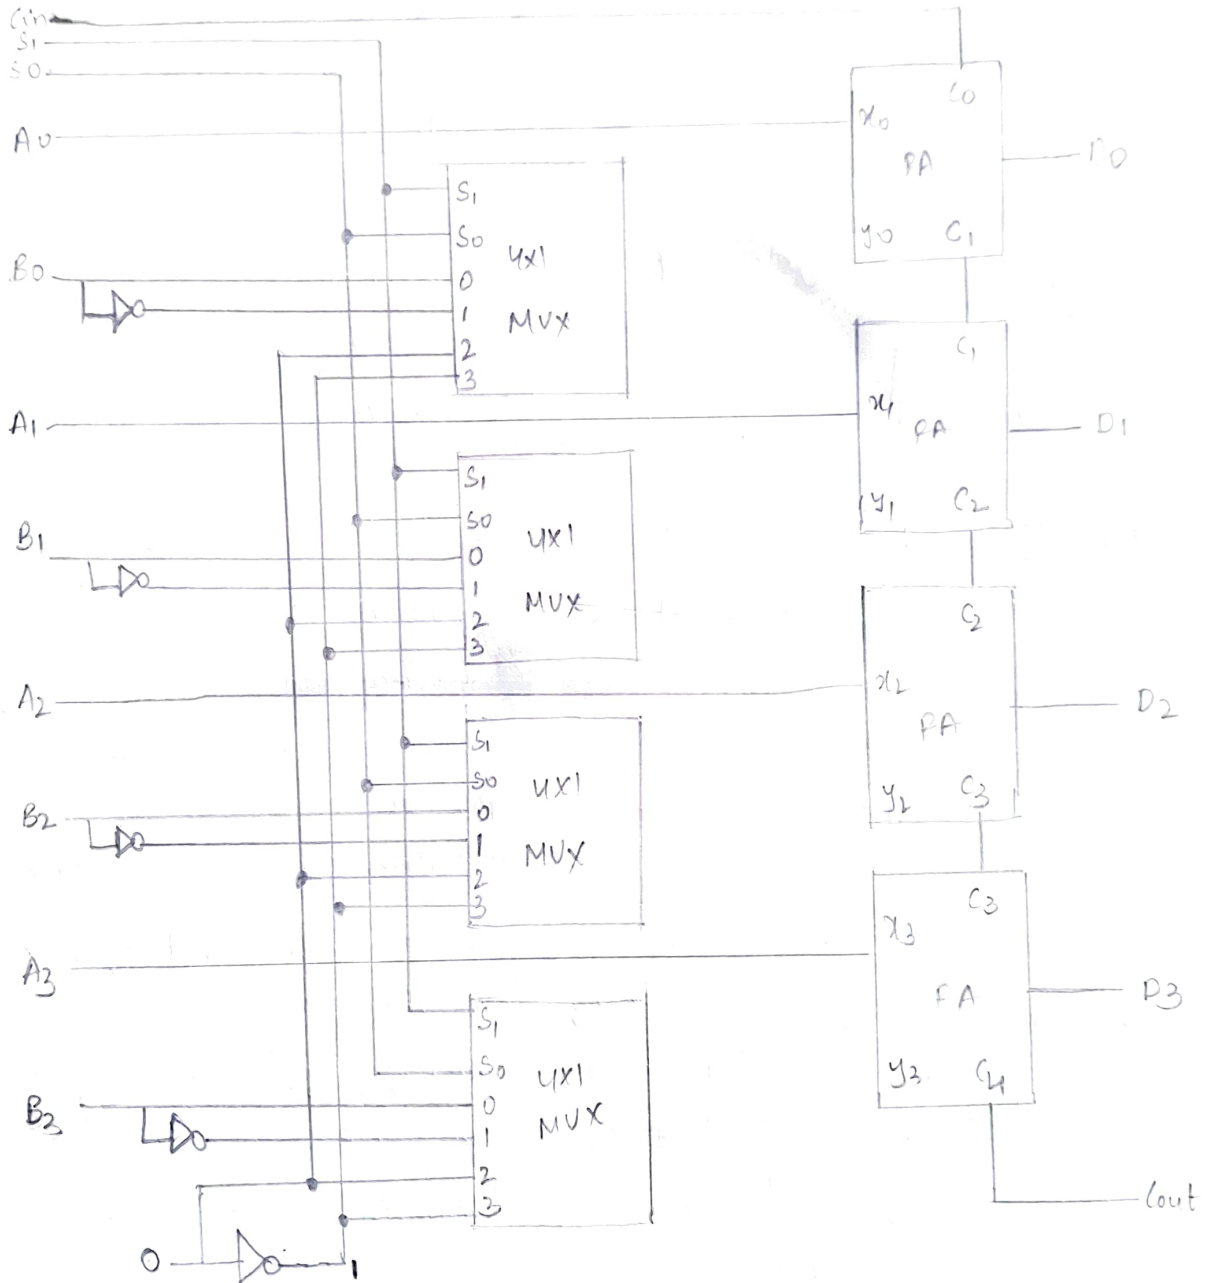 Cin
S1
S0
C0
A0
x0
FA
D0
S1
S0
y0
C1
4x1
B0
0
1
MUX
2
C1
3
A1
x1
FA
D1
S1
y1
C2
S0
4x1
B1
0
1
MUX
2
C2
3
A2
x2
D2
FA
S1
S0
4x1
y2
C3
B2
0
1
MUX
2
3
C3
x3
A3
FA
D3
S1
S0
4x1
y3
C4
B3
0
MUX
1
2
3
Cout
0
1